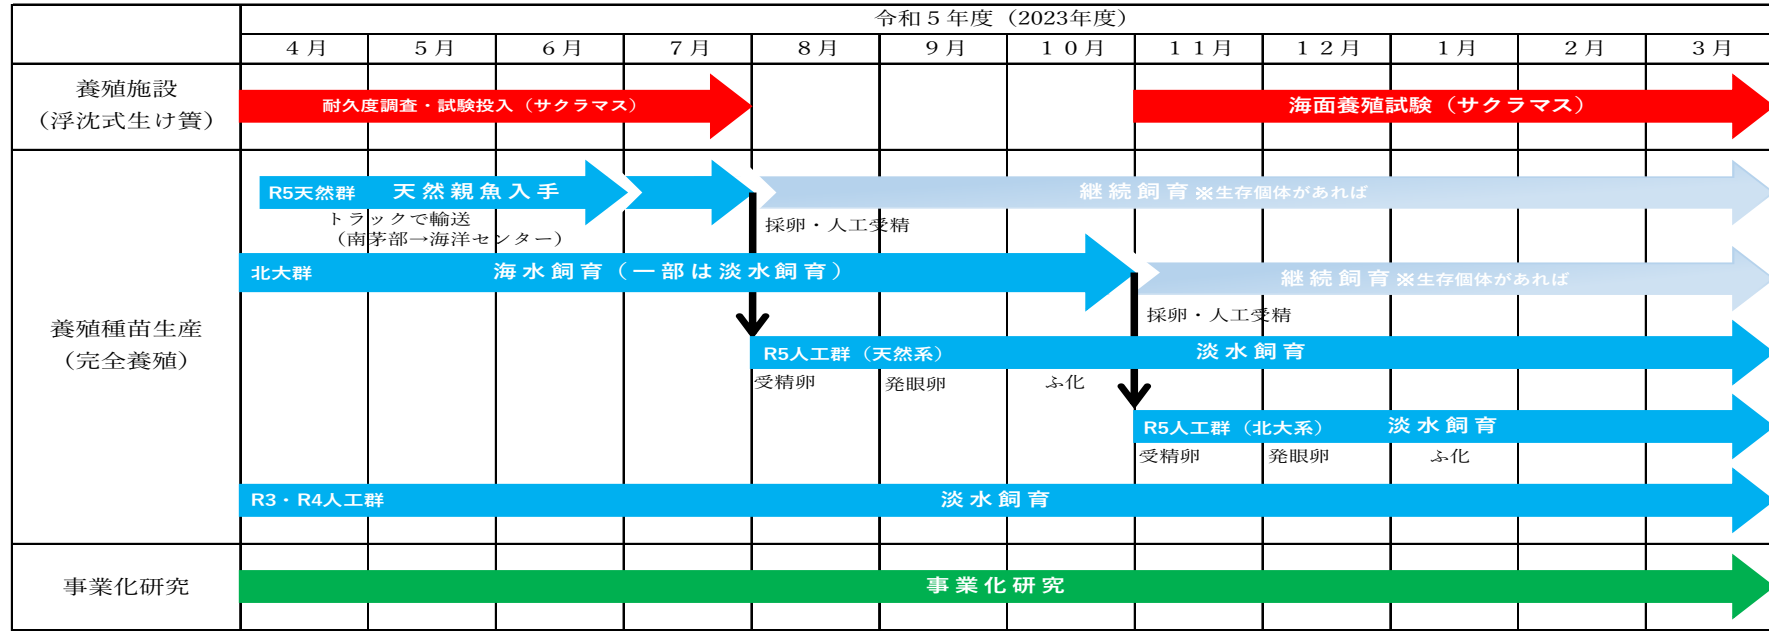 令和５年度（2023年度）
４月 ５月 ６月 ７月 ８月 ９月 １０月 １１月 １２月 １月 ２月 ３月
養殖施設
（浮沈式生け簀）
耐久度調査・試験投入（サクラマス）
海面養殖試験（サクラマス）
養殖種苗生産
（完全養殖）
R5天然群 天然親魚入手
継続飼育※生存個体があれば
トラックで輸送
（南茅部→海洋センター）
採卵・人工受精
北大群 海水飼育（一部は淡水飼育）
継続飼育※生存個体があれば
採卵・人工受精
R5人工群（天然系） 淡水飼育
受精卵 発眼卵 ふ化
R5人工群（北大系） 淡水飼育
受精卵 発眼卵 ふ化
R3・R4人工群 淡水飼育
事業化研究
事業化研究